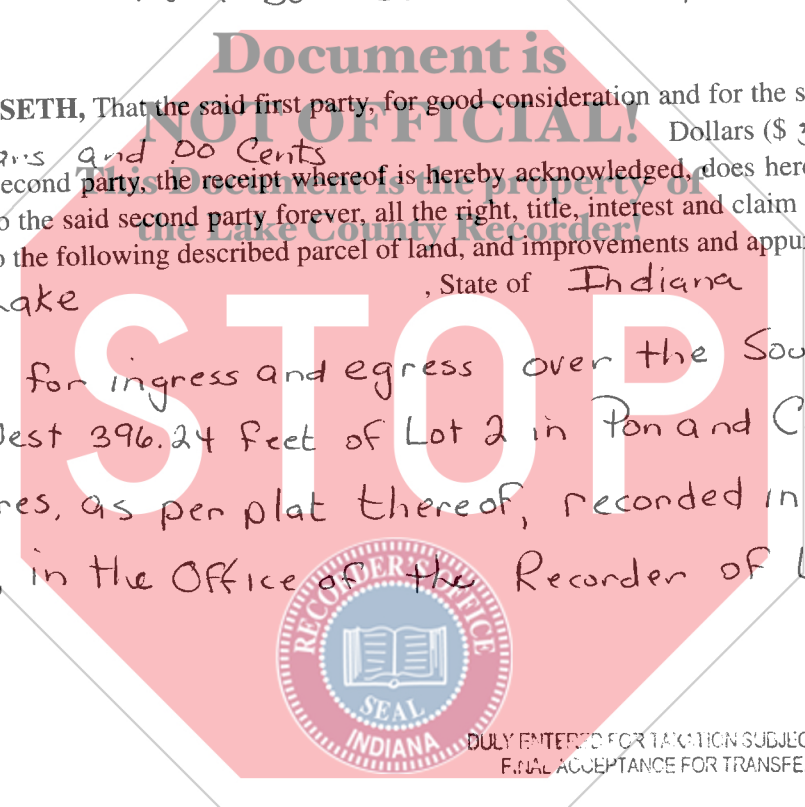 Document is
SETH, That the said first party, for good consideration and for the s
NOT OFFICIAL!
Dollars ($
and .00 Cents
econd party, the receipt whereof is hereby acknowledged, does here
This Document is the property of
o the said second party forever, all the right, title, interest and claim
the Lake County Recorder!
o the following described parcel of land, and improvements and appur
ake , State of Indiana
STOP
for ingress and egress over the Sou
est 396.24 feet of Lot 2 in Pon and C
res, as per plat thereof, recorded in
in the Office of the Recorder of L
RECORDER'S OFFICE
SEAL
INDIANA
DULY ENTERED FOR TAXATION SUBJEC
FINAL ACCEPTANCE FOR TRANSFE